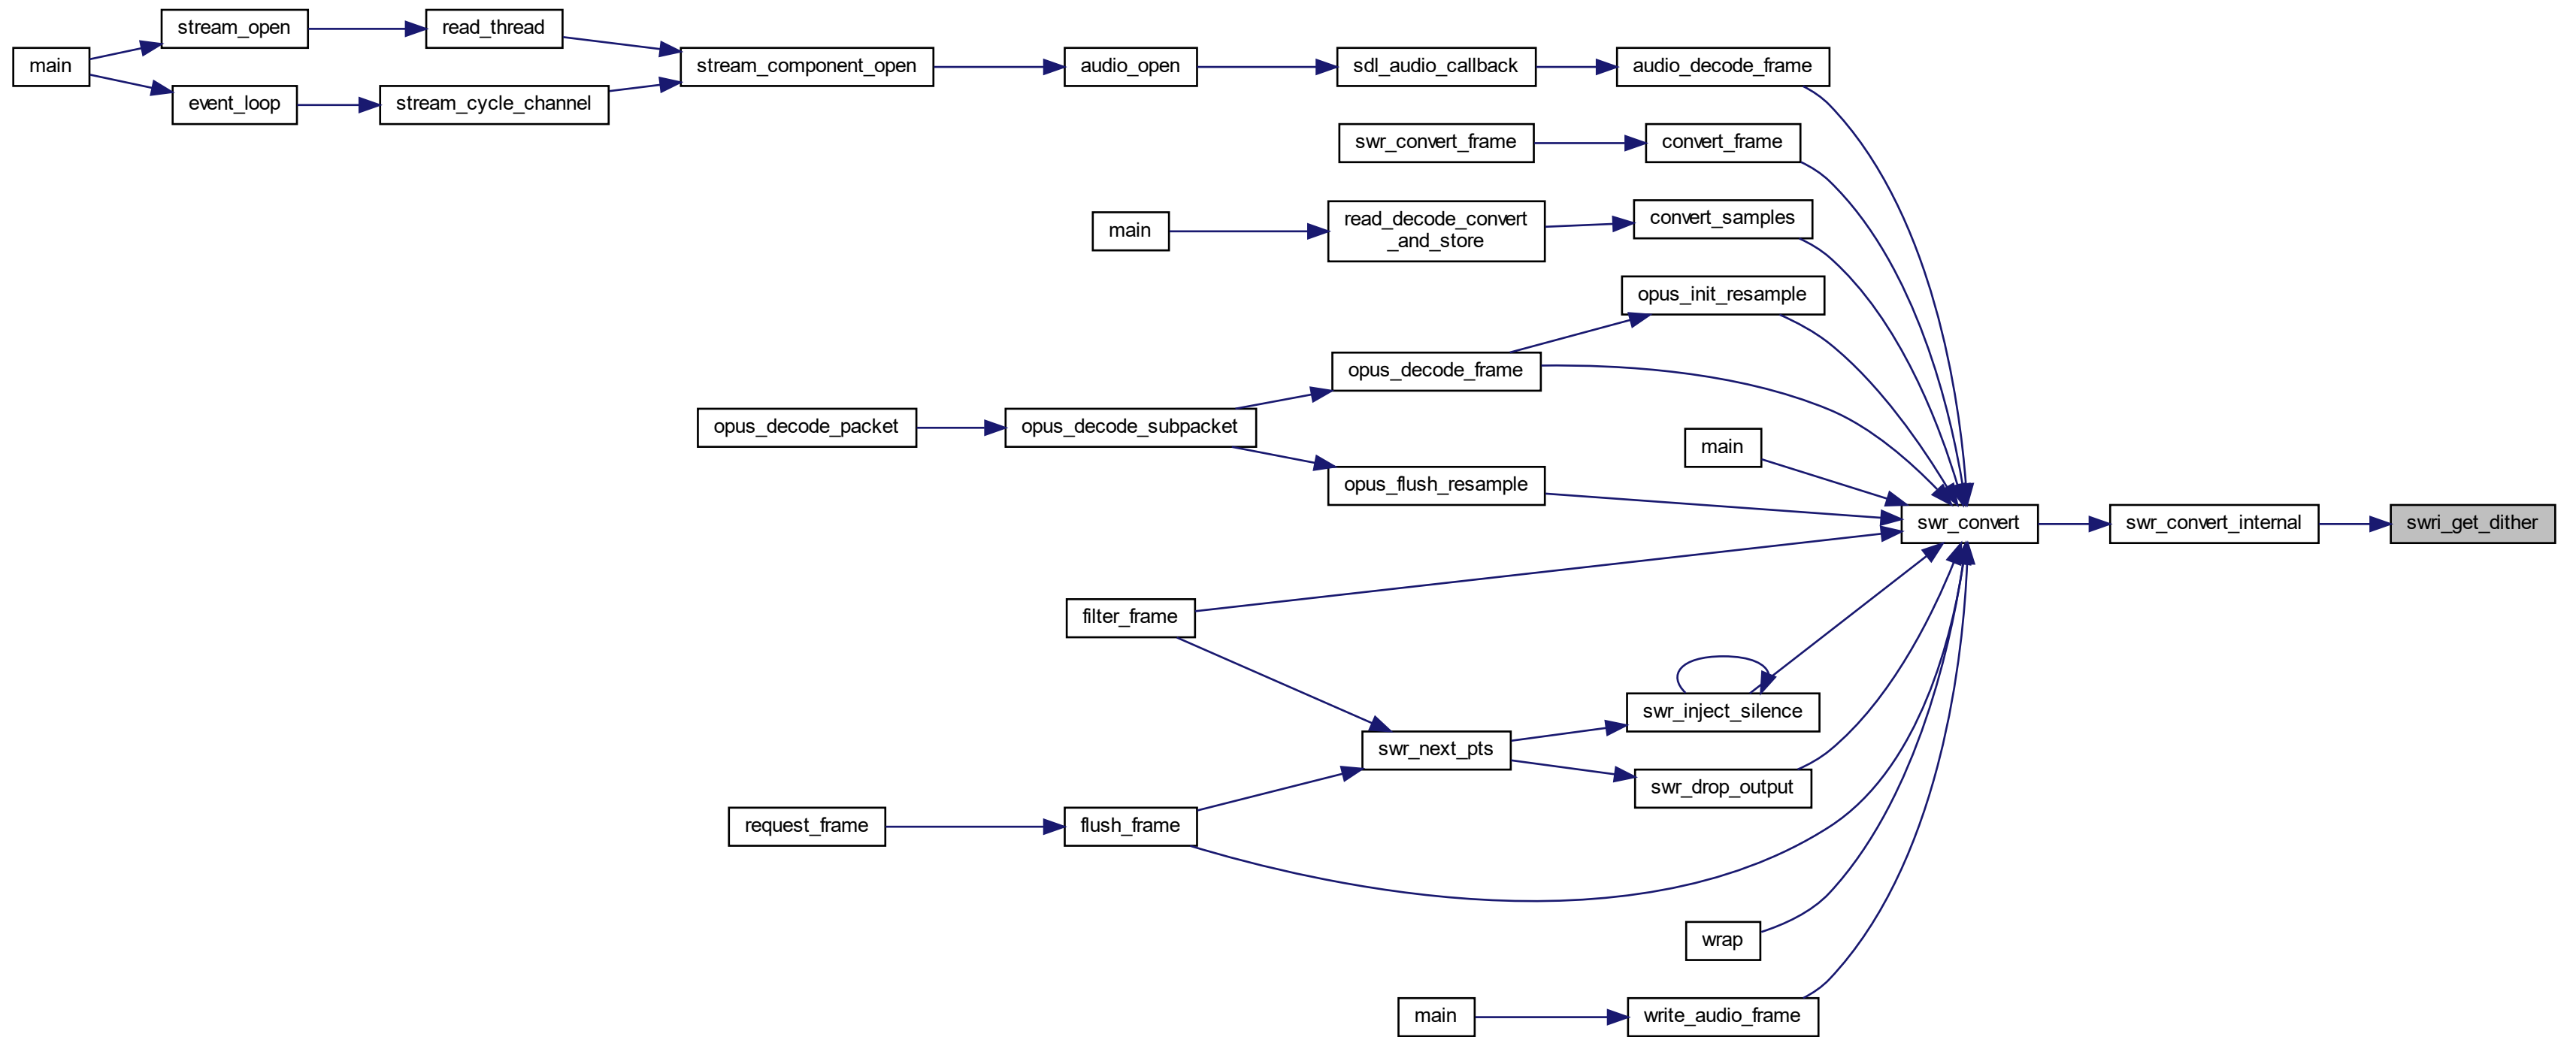 stream_open
read_thread
main
stream_component_open
audio_open
sdl_audio_callback
audio_decode_frame
event_loop
stream_cycle_channel
swr_convert_frame
convert_frame
main
read_decode_convert
_and_store
convert_samples
opus_init_resample
opus_decode_frame
opus_decode_packet
opus_decode_subpacket
main
opus_flush_resample
swr_convert
swr_convert_internal
swri_get_dither
filter_frame
swr_inject_silence
swr_next_pts
swr_drop_output
request_frame
flush_frame
wrap
main
write_audio_frame